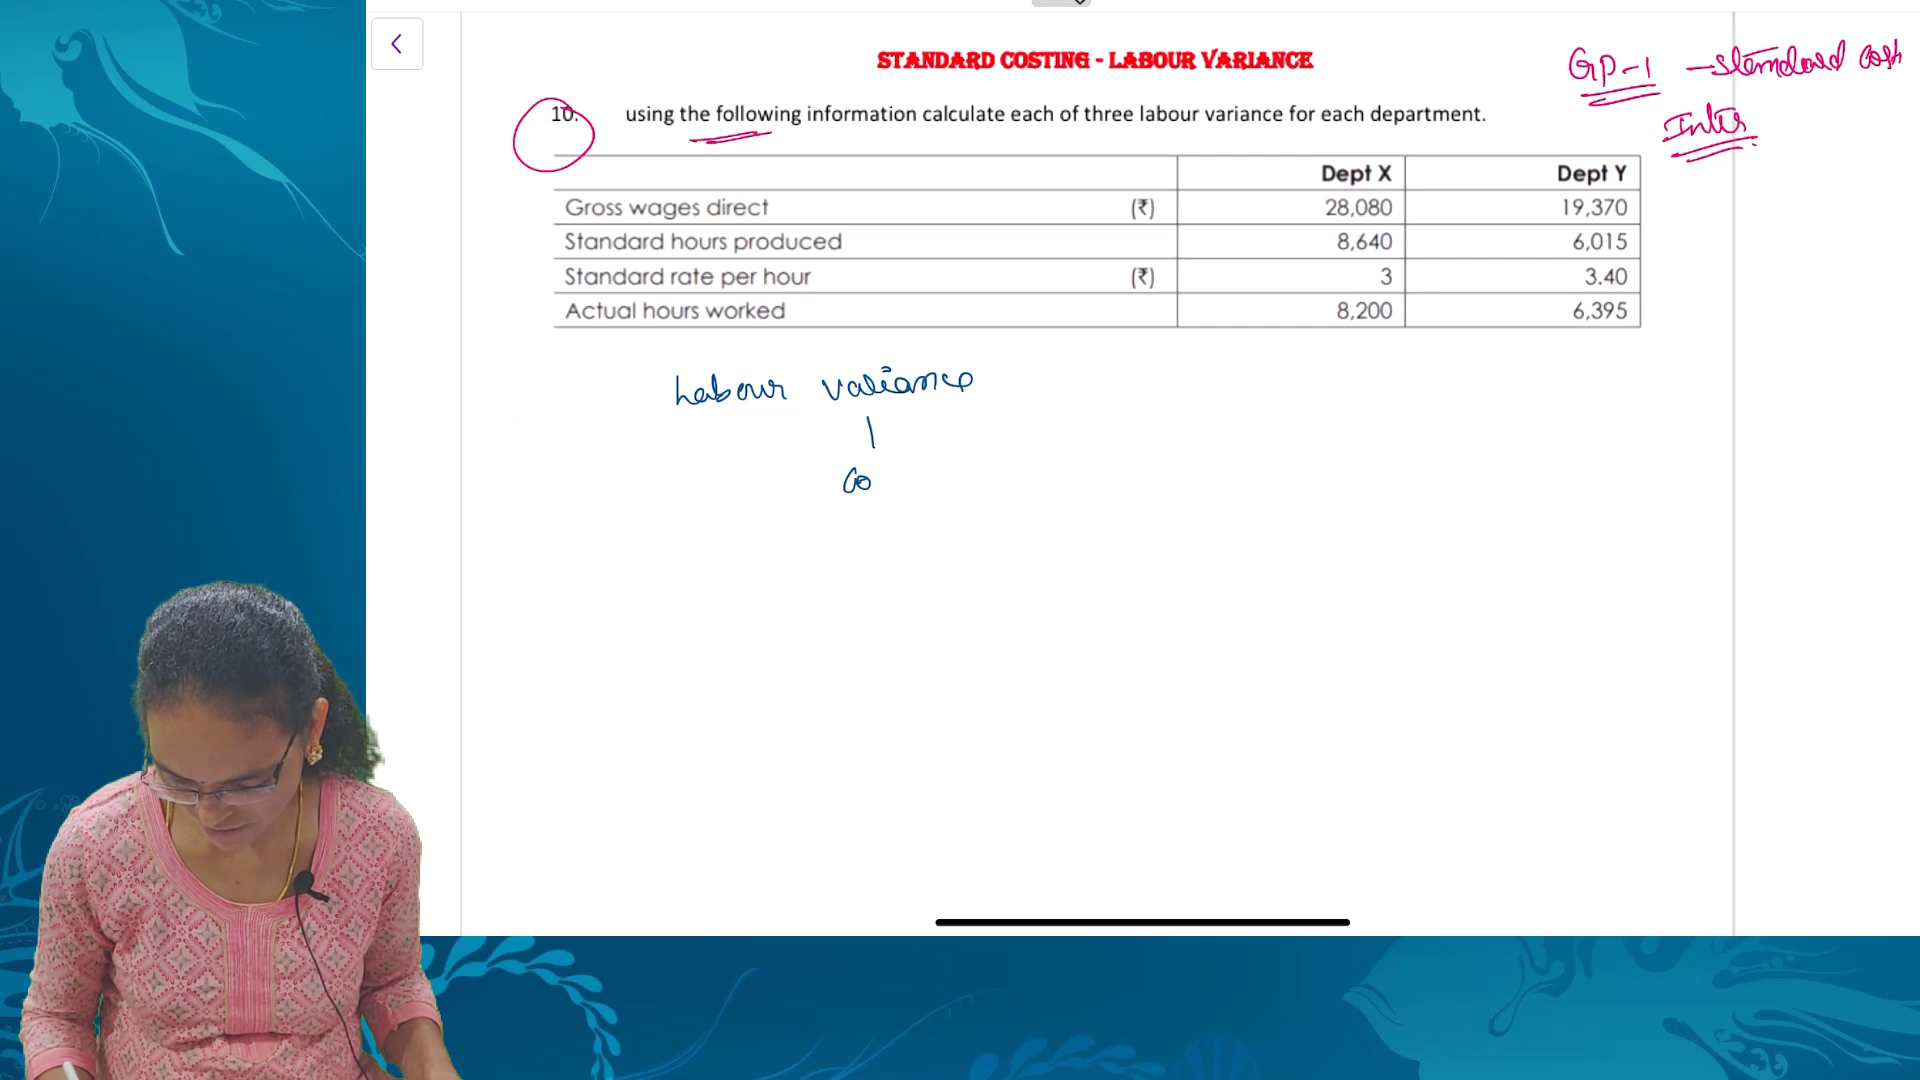 STANDARD COSTING - LABOUR VARIANCE
GP-1 - standard cost
Inter
10. using the following information calculate each of three labour variance for each department.
Dept X Dept Y
Gross wages direct (₹) 28,080 19,370
Standard hours produced 8,640 6,015
Standard rate per hour (₹) 3 3.40
Actual hours worked 8,200 6,395
Labour variance
Co